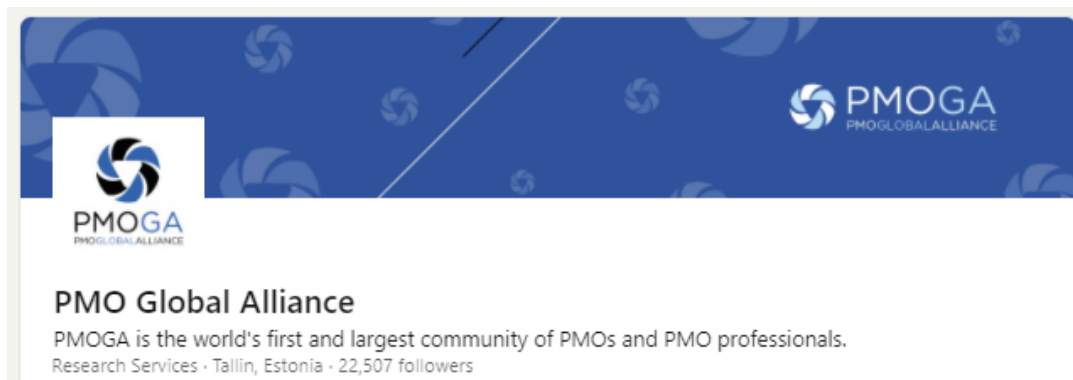 PMOGA
PMOGLOBALALLIANCE
PMOGA
PMOGLOBALALLIANCE
PMO Global Alliance
PMOGA is the world's first and largest community of PMOs and PMO professionals.
Research Services · Tallin, Estonia · 22,507 followers